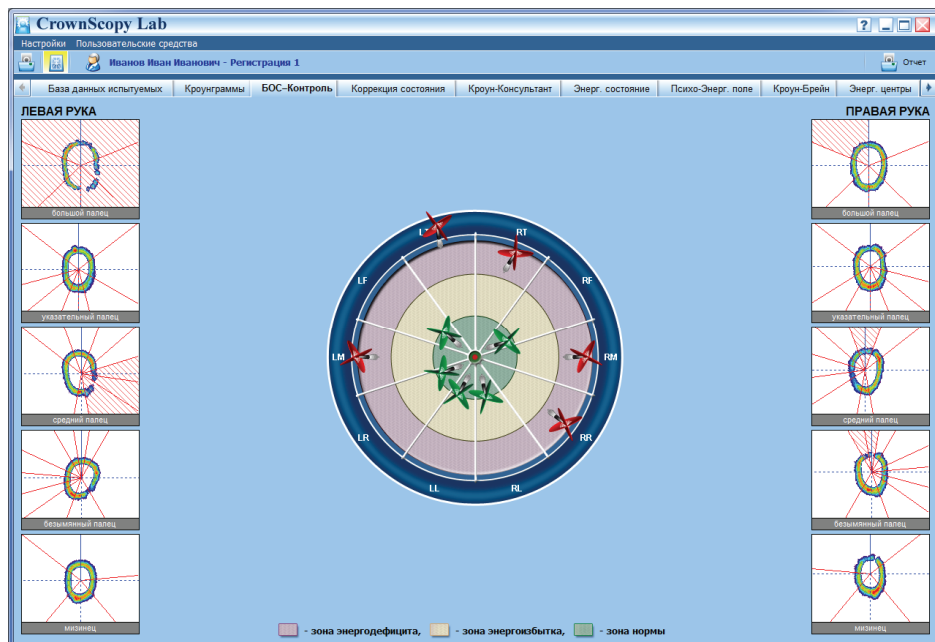 CrownScopy Lab
Настройки Пользовательские средства
Иванов Иван Иванович - Регистрация 1
Отчет
База данных испытуемых
Кроунграммы
БОС-Контроль
Коррекция состояния
Кроун-Консультант
Энерг. состояние
Психо-Энерг. поле
Кроун-Брейн
Энерг. центры
ЛЕВАЯ РУКА
большой палец
указательный палец
средний палец
безымянный палец
мизинец
LT
RT
LF
RF
LM
RM
LR
RR
LL
RL
- зона энергодефицита, - зона энергоизбытка, - зона нормы
ПРАВАЯ РУКА
большой палец
указательный палец
средний палец
безымянный палец
мизинец